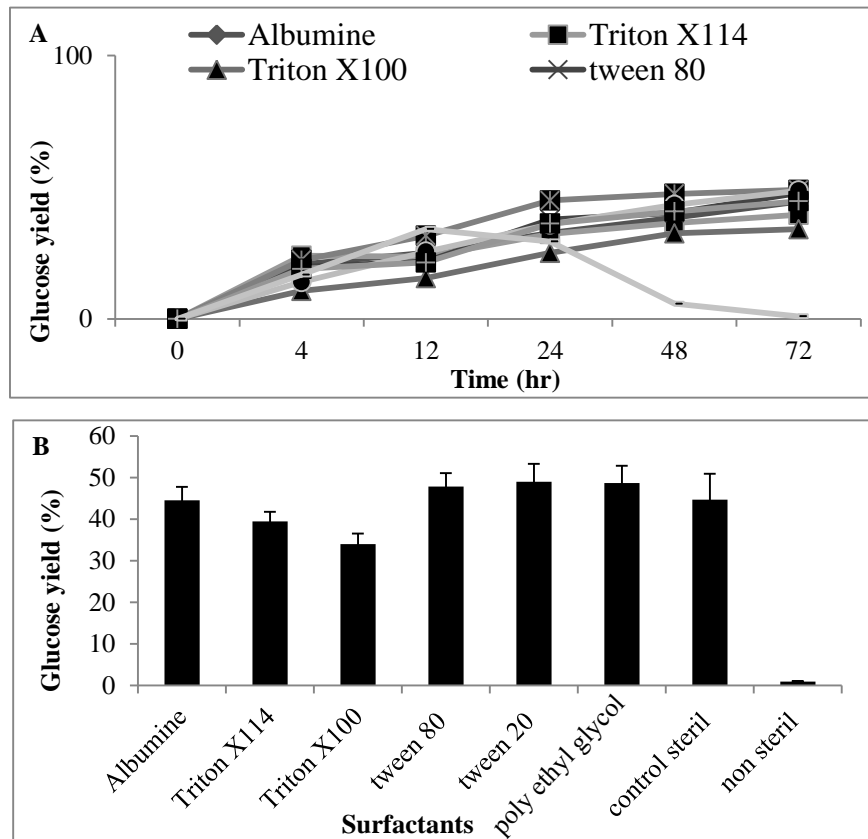 A
Albumine
Triton X114
Triton X100
tween 80
100
0
Glucose yield (%)
0 4 12 24 48 72
Time (hr)
B
60
50
40
30
20
10
0
Glucose yield (%)
Albumine
Triton X114
Triton X100
tween 80
tween 20
poly ethyl glycol
control steril
non steril
Surfactants